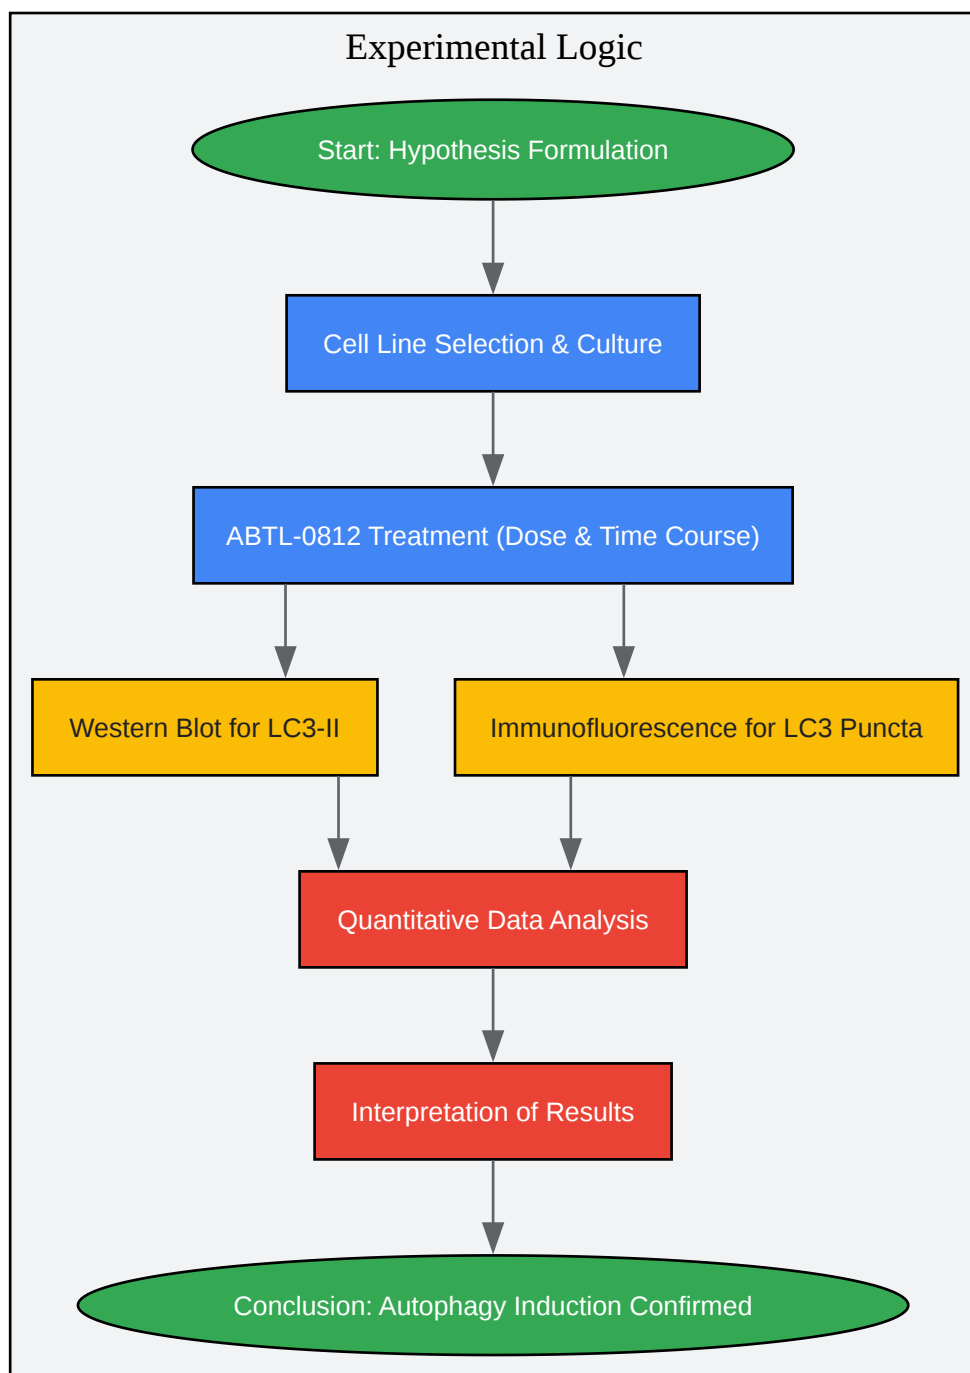 Experimental Logic
Start: Hypothesis Formulation
Cell Line Selection & Culture
ABTL-0812 Treatment (Dose & Time Course)
Western Blot for LC3-II
Immunofluorescence for LC3 Puncta
Quantitative Data Analysis
Interpretation of Results
Conclusion: Autophagy Induction Confirmed